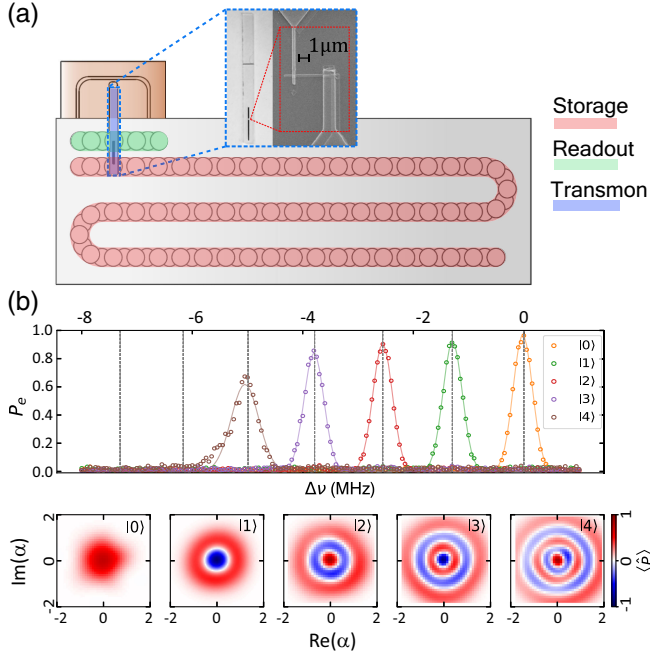 (a)
1μm
Storage
Readout
Transmon
(b)
-8 -6 -4 -2 0
1.0
0.8
0.6
0.4
0.2
0.0
P_e
|0⟩
|1⟩
|2⟩
|3⟩
|4⟩
Δν (MHz)
2
0
-2
Im(α)
|0⟩ |1⟩ |2⟩ |3⟩ |4⟩
-2 0 2 -2 0 2 -2 0 2 -2 0 2 -2 0 2
Re(α)
1
0
-1
⟨P̂⟩